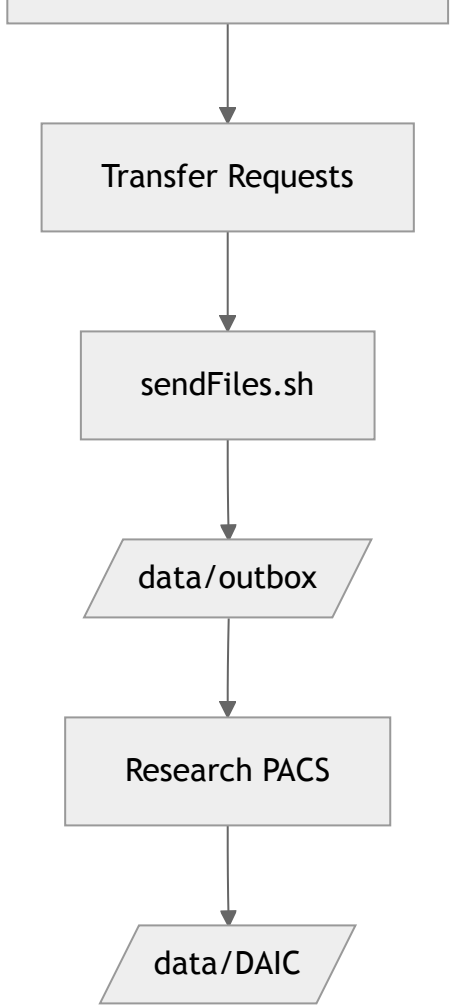 Transfer Requests
sendFiles.sh
data/outbox
Research PACS
data/DAIC